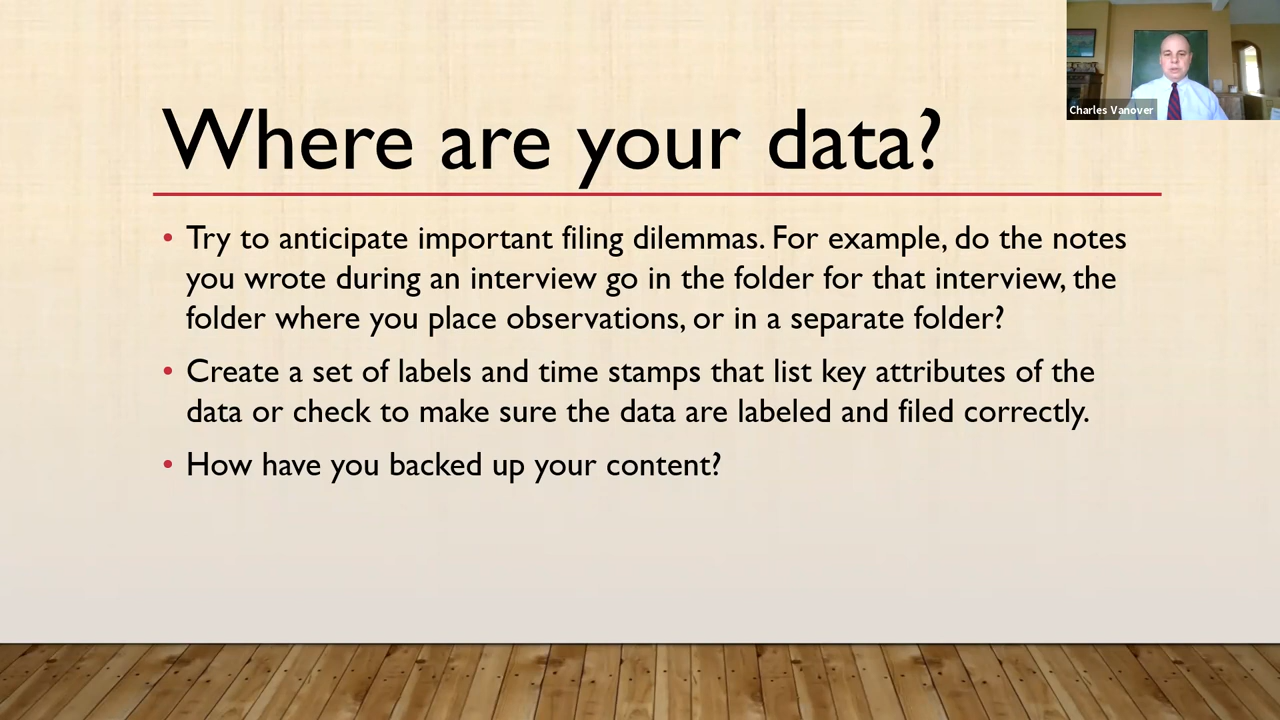 Where are your data?
Charles Vanover
• Try to anticipate important filing dilemmas. For example, do the notes
you wrote during an interview go in the folder for that interview, the
folder where you place observations, or in a separate folder?
• Create a set of labels and time stamps that list key attributes of the
data or check to make sure the data are labeled and filed correctly.
• How have you backed up your content?